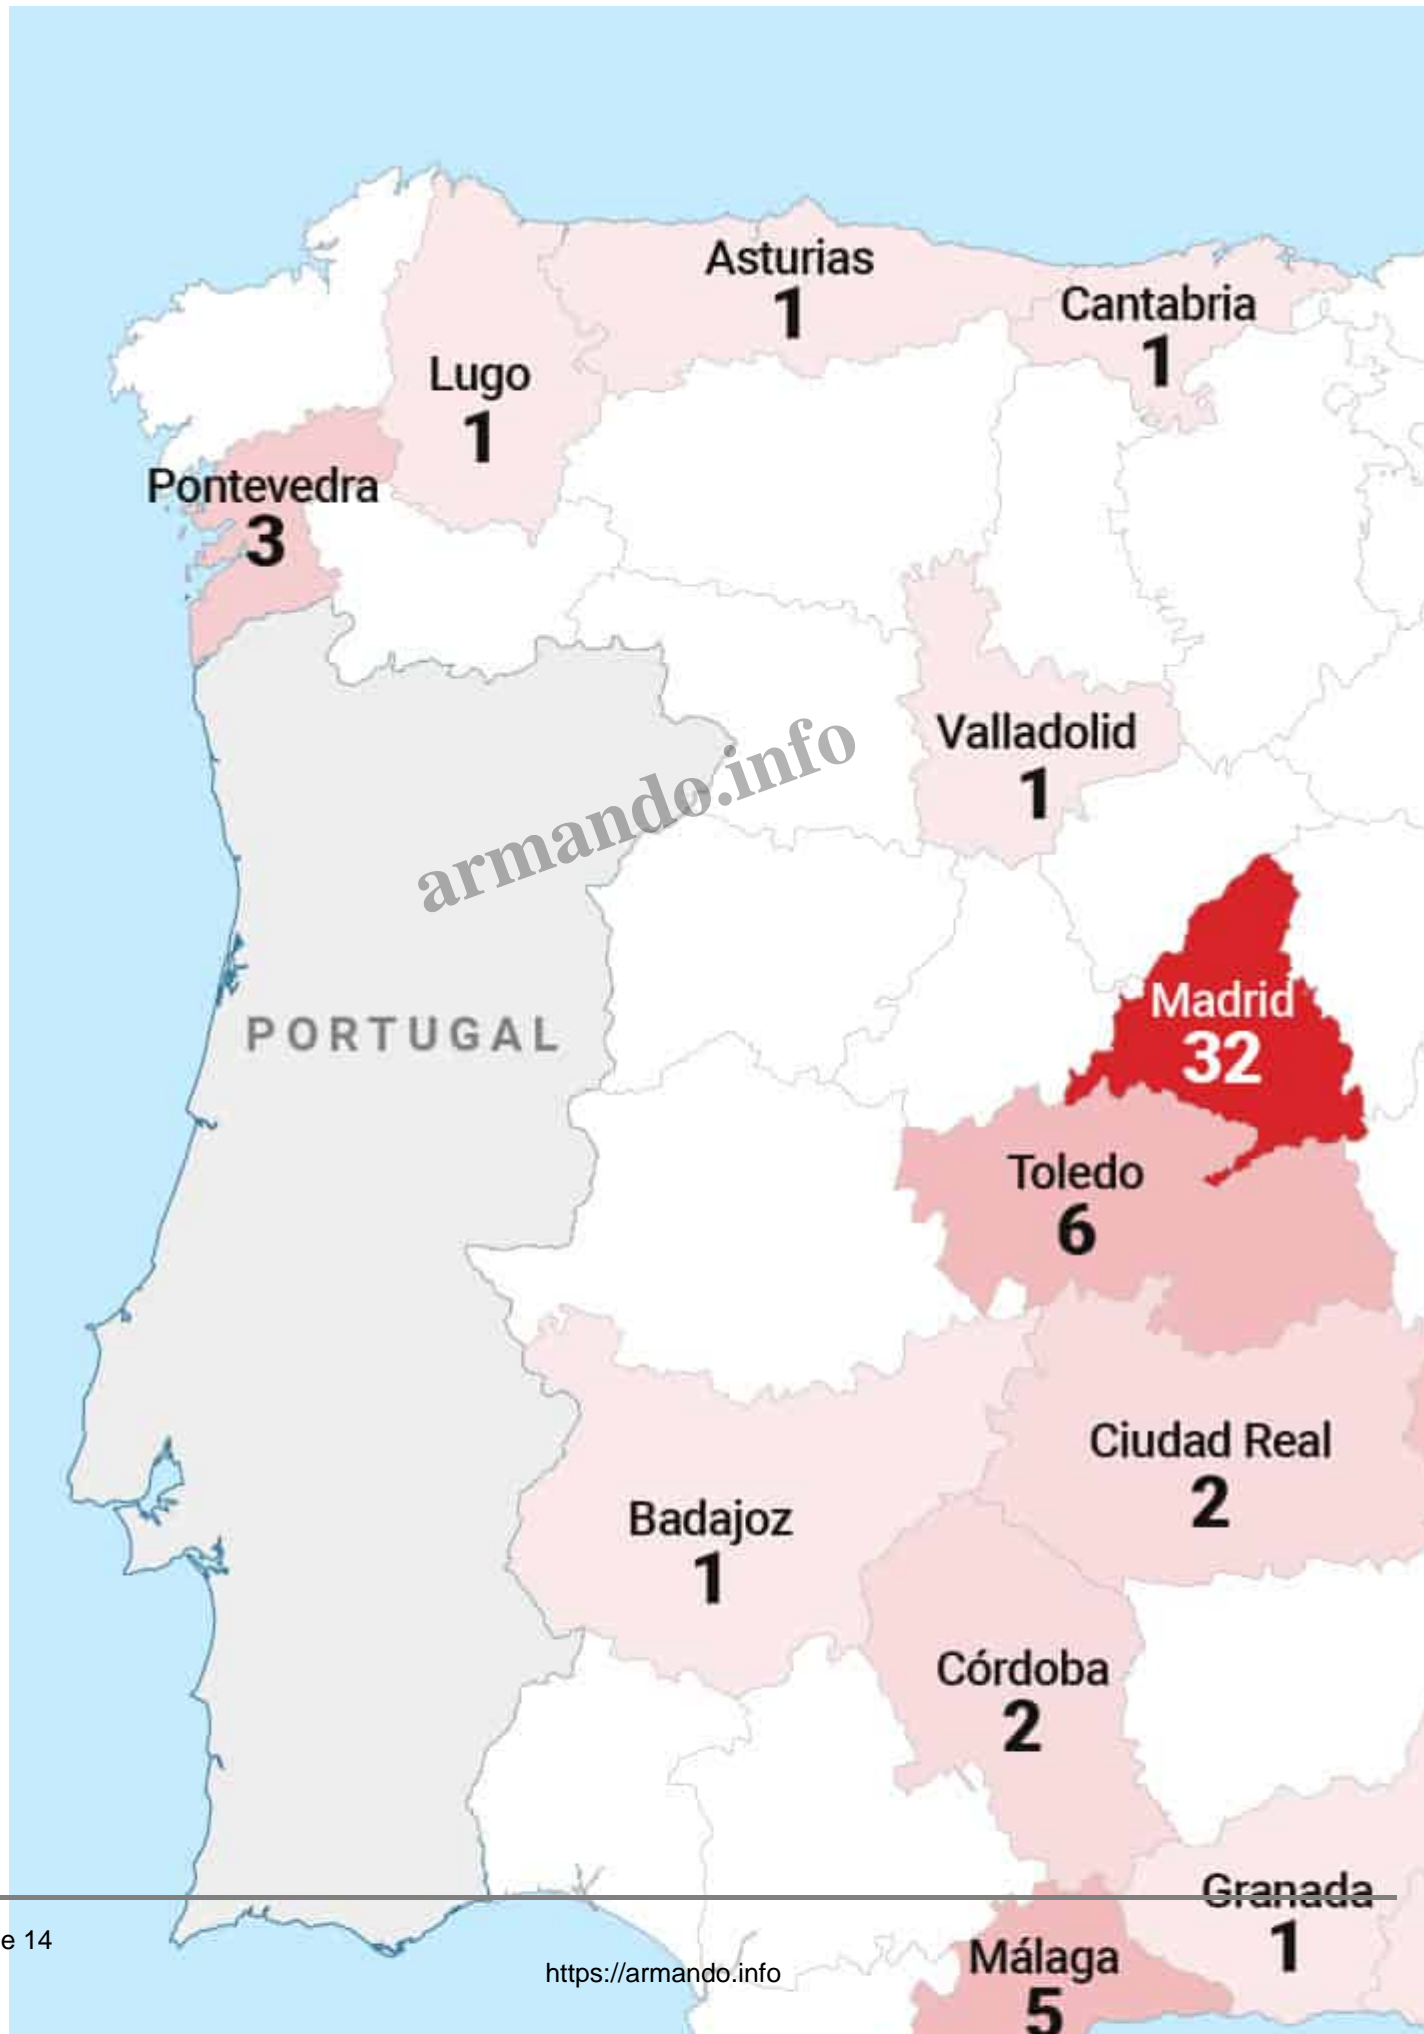 Asturias
1
Cantabria
1
Lugo
1
Pontevedra
3
Valladolid
1
armando.info
Madrid
32
PORTUGAL
Toledo
6
Ciudad Real
2
Badajoz
1
Córdoba
2
Granada
1
e 14
Málaga
5
https://armando.info